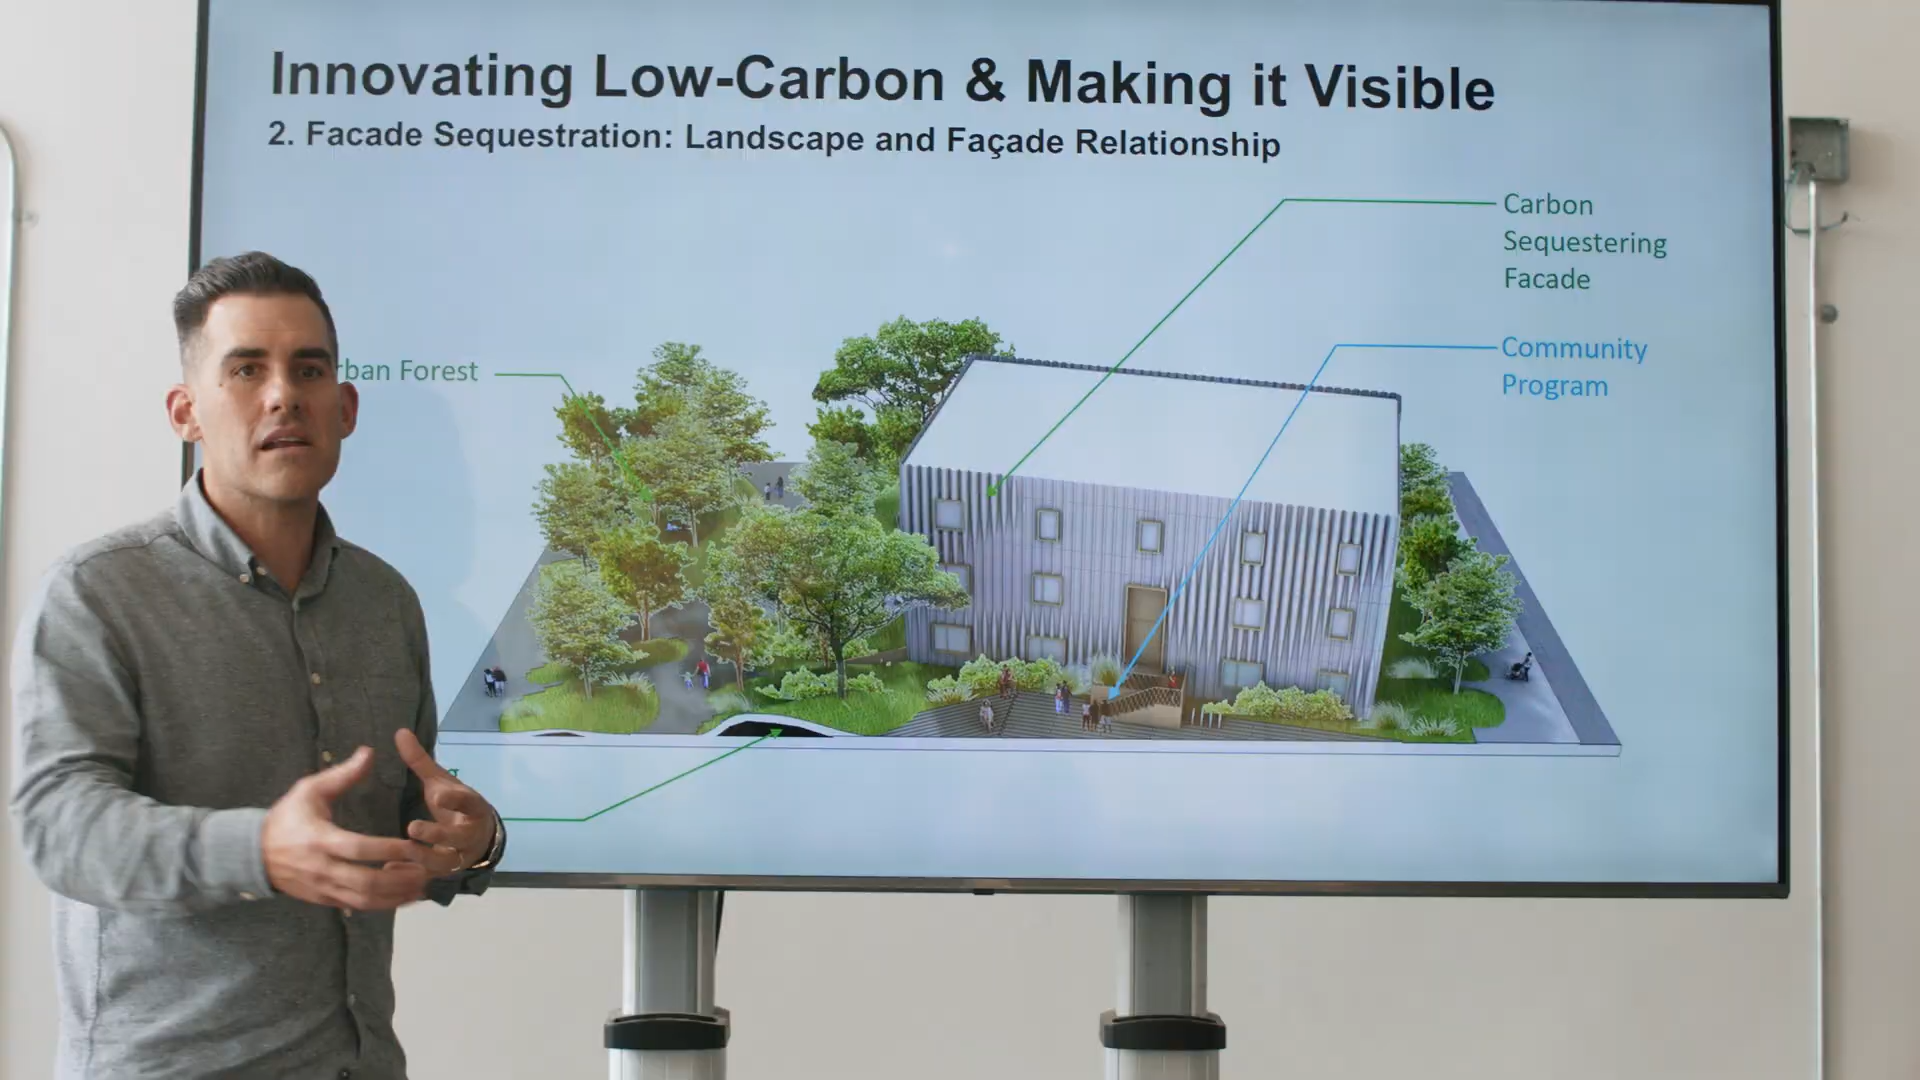 Innovating Low-Carbon & Making it Visible
2. Facade Sequestration: Landscape and Façade Relationship
Carbon
Sequestering
Facade
Community
Program
Forest